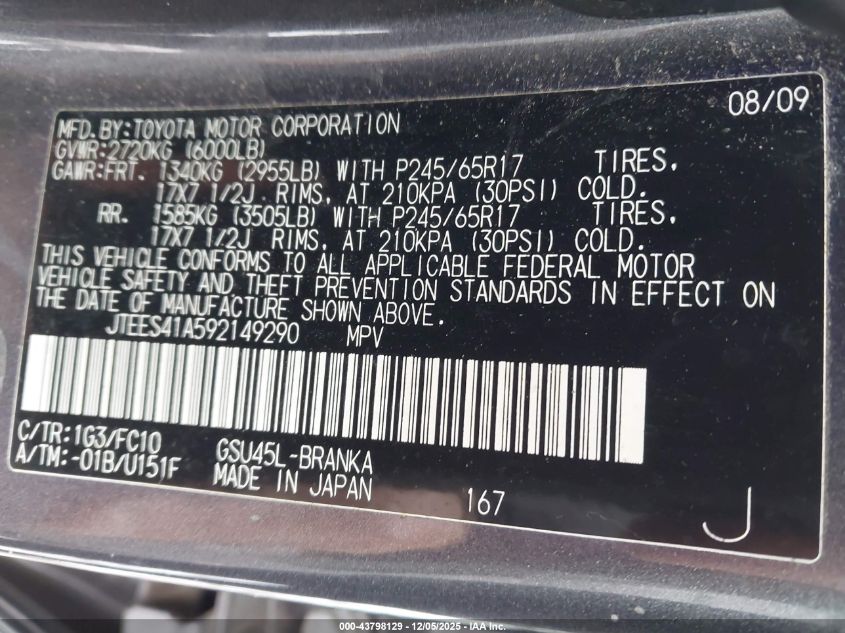 08/09
MFD.BY:TOYOTA MOTOR CORPORATION
GVWR:2720KG (6000LB)
GAWR:FRT. 1340KG (2955LB) WITH P245/65R17 TIRES,
17X7 1/2J RIMS, AT 210KPA (30PSI) COLD.
RR. 1585KG (3505LB) WITH P245/65R17 TIRES,
17X7 1/2J RIMS, AT 210KPA (30PSI) COLD.
THIS VEHICLE CONFORMS TO ALL APPLICABLE FEDERAL MOTOR
VEHICLE SAFETY AND THEFT PREVENTION STANDARDS IN EFFECT ON
THE DATE OF MANUFACTURE SHOWN ABOVE.
JTEES41A592149290 MPV
C/TR:1G3/FC10 GSU45L-BRANKA
A/TM:-01B/U151F MADE IN JAPAN
167
J
000-43798129 - 12/05/2025 - IAA Inc.